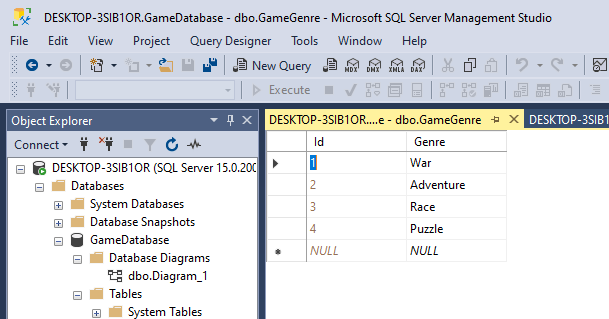 DESKTOP-3SIB1OR.GameDatabase - dbo.GameGenre - Microsoft SQL Server Management Studio
File Edit View Project Query Designer Tools Window Help
New Query MDX DMX XMLA DAX
Execute
Object Explorer
Connect
DESKTOP-3SIB1OR (SQL Server 15.0.200
Databases
System Databases
Database Snapshots
GameDatabase
Database Diagrams
dbo.Diagram_1
Tables
System Tables
DESKTOP-3SIB1OR....e - dbo.GameGenre
DESKTOP-3SIB1
Id Genre
1 War
2 Adventure
3 Race
4 Puzzle
NULL NULL